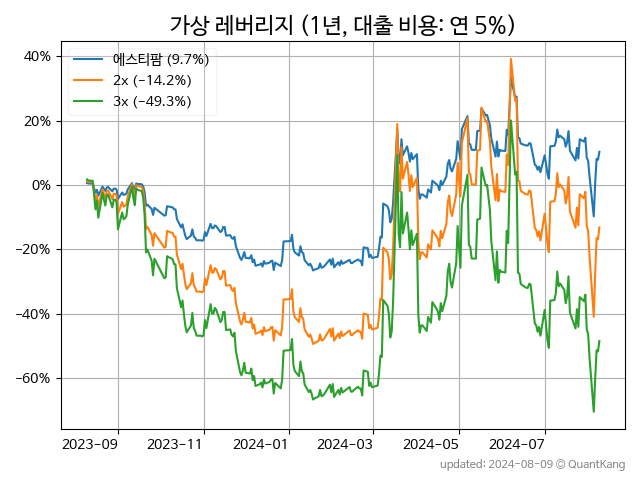 가상 레버리지 (1년, 대출 비용: 연 5%)
에스티팜 (9.7%)
2x (−14.2%)
3x (−49.3%)
40%
20%
0%
−20%
−40%
−60%
2023-09 2023-11 2024-01 2024-03 2024-05 2024-07
updated: 2024-08-09 © QuantKang